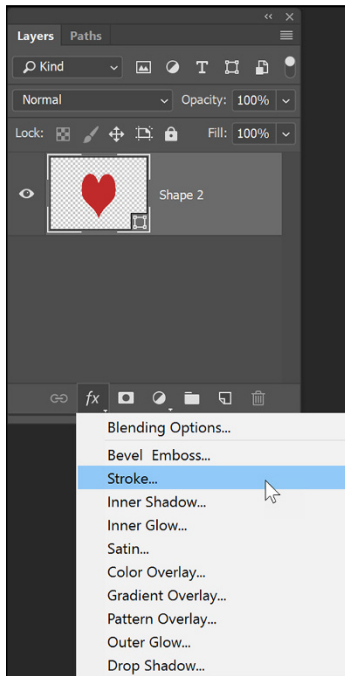 Layers Paths
Kind T
Normal Opacity: 100%
Lock: Fill: 100%
Shape 2
fx
Blending Options...
Bevel Emboss...
Stroke...
Inner Shadow...
Inner Glow...
Satin...
Color Overlay...
Gradient Overlay...
Pattern Overlay...
Outer Glow...
Drop Shadow...